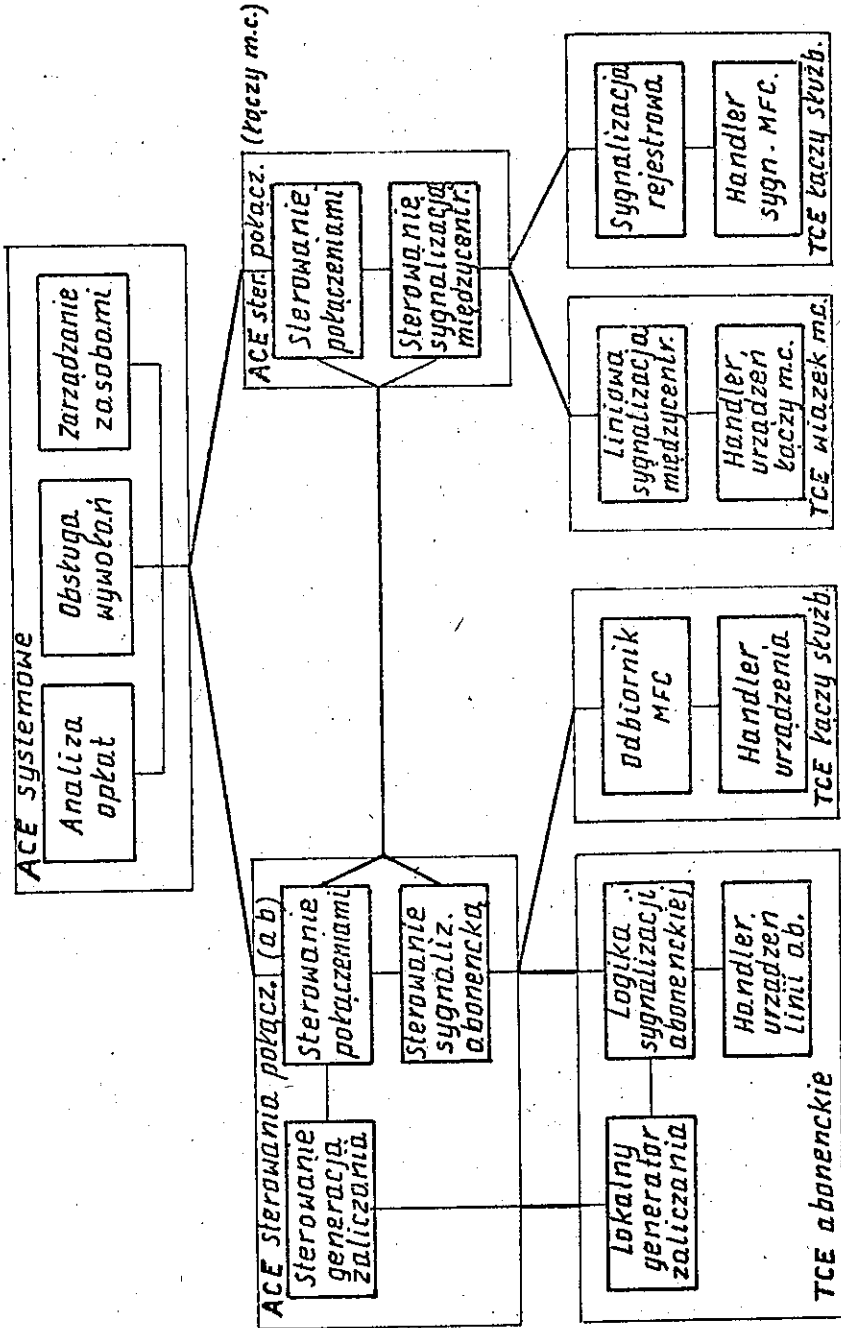 ACE systemowe
Analiza
opłat
Obsługa
wywołań
Zarządzanie
zasobami
ACE sterowania połącz. (ab)
Sterowanie
generacją
zaliczania
Sterowanie
połączeniami
Sterowanie
sygnaliz.
abonencką
ACE ster. połącz. (łączy m.c.)
Sterowanie
połączeniami
Sterowanie
sygnalizacją
międzycentr.
Lokalny
generator
zaliczania
Logika
sygnalizacji
abonenckiej
Handler
urządzeń
linii ab.
TCE abonenckie
Odbiornik
MFC
Handler
urządzenia
TCE łączy służb.
Liniowa
sygnalizacja
międzycentr.
Handler
urządzeń
łączy m.c.
TCE wiązek m.c.
Sygnalizacja
rejestrowa
Handler
sygn. MFC.
TCE łączy służb.